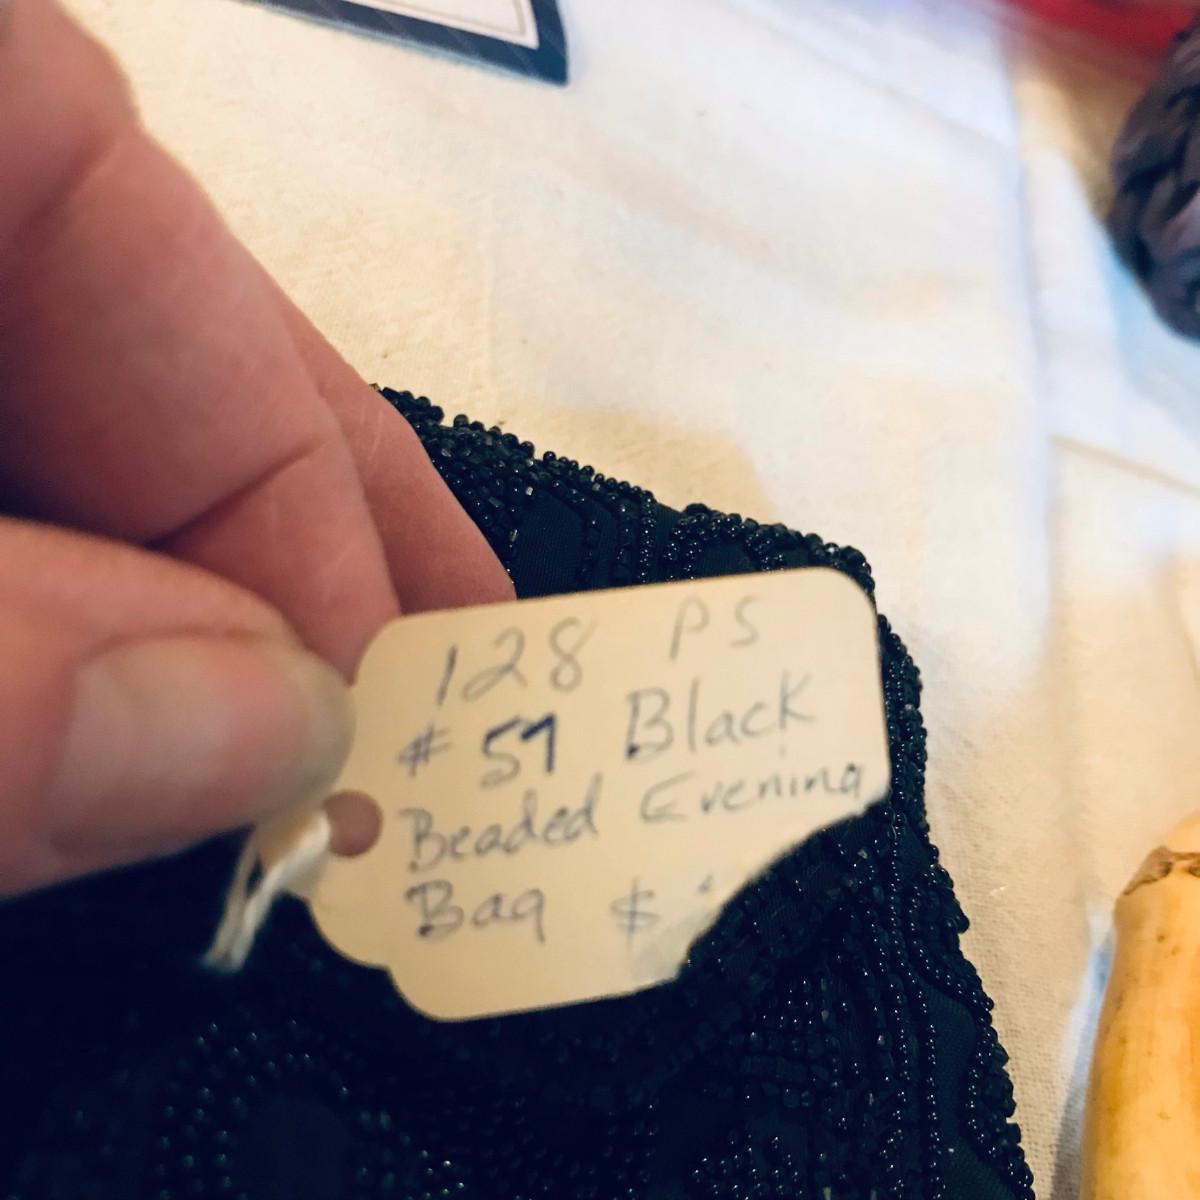 128 PS
# 57 Black
Beaded Evening
Bag $